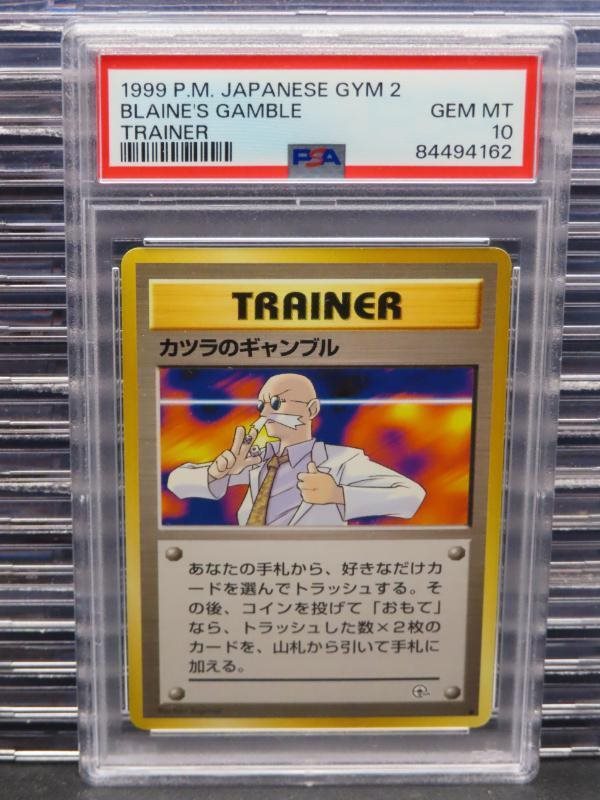 1999 P.M. JAPANESE GYM 2
BLAINE'S GAMBLE GEM MT
TRAINER 10
84494162
PSA
TRAINER
カツラのギャンブル
あなたの手札から、好きなだけカ
ードを選んでトラッシュする。そ
の後、コインを投げて「おもて」
なら、トラッシュした数×2枚の
カードを、山札から引いて手札に
加える。